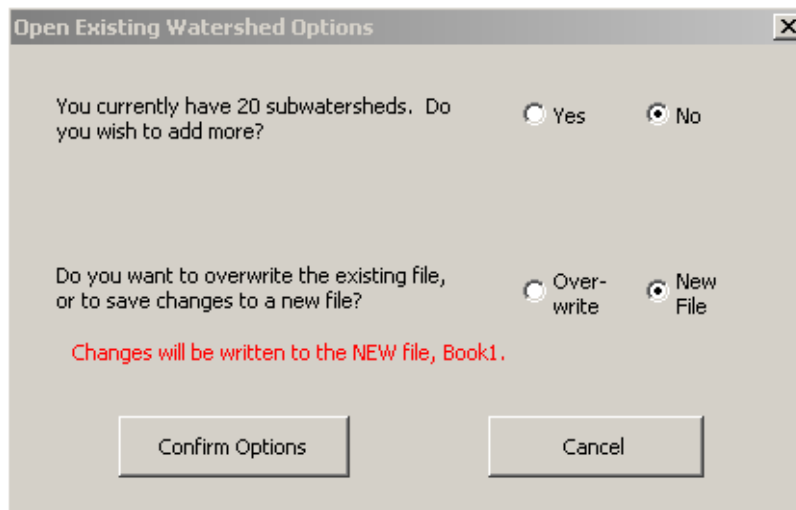 Open Existing Watershed Options
You currently have 20 subwatersheds.  Do
you wish to add more?
Yes
No
Do you want to overwrite the existing file,
or to save changes to a new file?
Over-
write
New
File
Changes will be written to the NEW file, Book1.
Confirm Options
Cancel